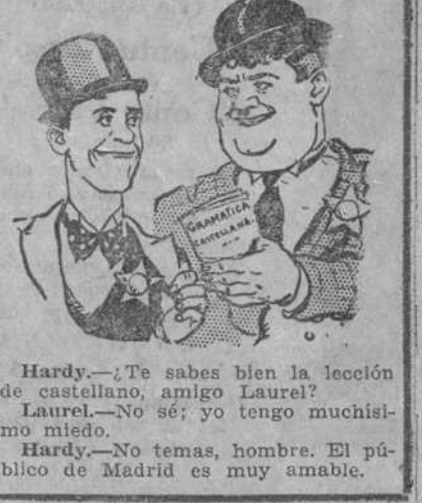 GRAMATICA
CASTELLANA.
Hardy.—¿Te sabes bien la lección
de castellano, amigo Laurel?
Laurel.—No sé; yo tengo muchísi-
mo miedo.
Hardy.—No temas, hombre. El pú-
blico de Madrid es muy amable.